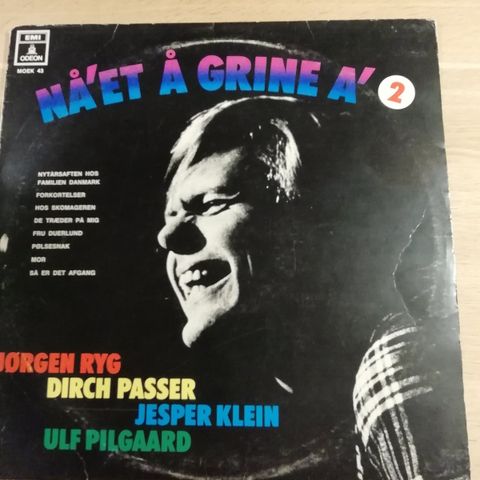 EMI
ODEON
MOEK 43
NÅ'ET Å GRINE A' 2
NYTÅRSAFTEN HOS
FAMILIEN DANMARK
FORKORTELSER
HOS SKOMAGEREN
DE TRÆDER PÅ MIG
FRU DUERLUND
PØLSESNAK
MOR
SÅ ER DET AFGANG
JØRGEN RYG
DIRCH PASSER
JESPER KLEIN
ULF PILGAARD